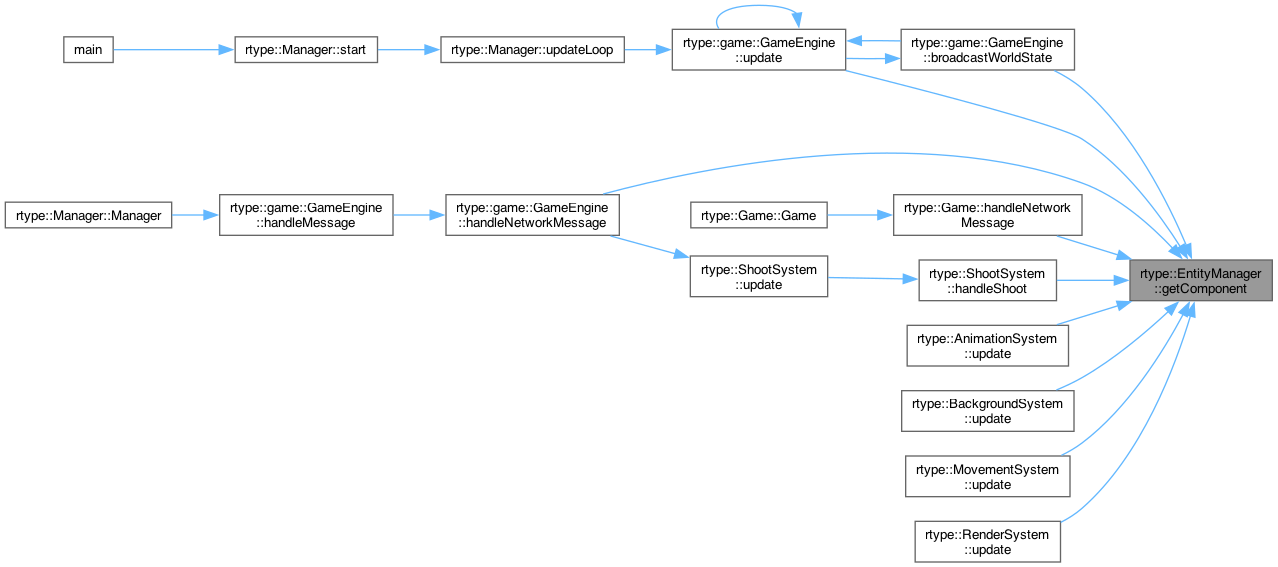 main
rtype::Manager::start
rtype::Manager::updateLoop
rtype::game::GameEngine
::update
rtype::game::GameEngine
::broadcastWorldState
rtype::Manager::Manager
rtype::game::GameEngine
::handleMessage
rtype::game::GameEngine
::handleNetworkMessage
rtype::Game::Game
rtype::Game::handleNetwork
Message
rtype::ShootSystem
::update
rtype::ShootSystem
::handleShoot
rtype::EntityManager
::getComponent
rtype::AnimationSystem
::update
rtype::BackgroundSystem
::update
rtype::MovementSystem
::update
rtype::RenderSystem
::update